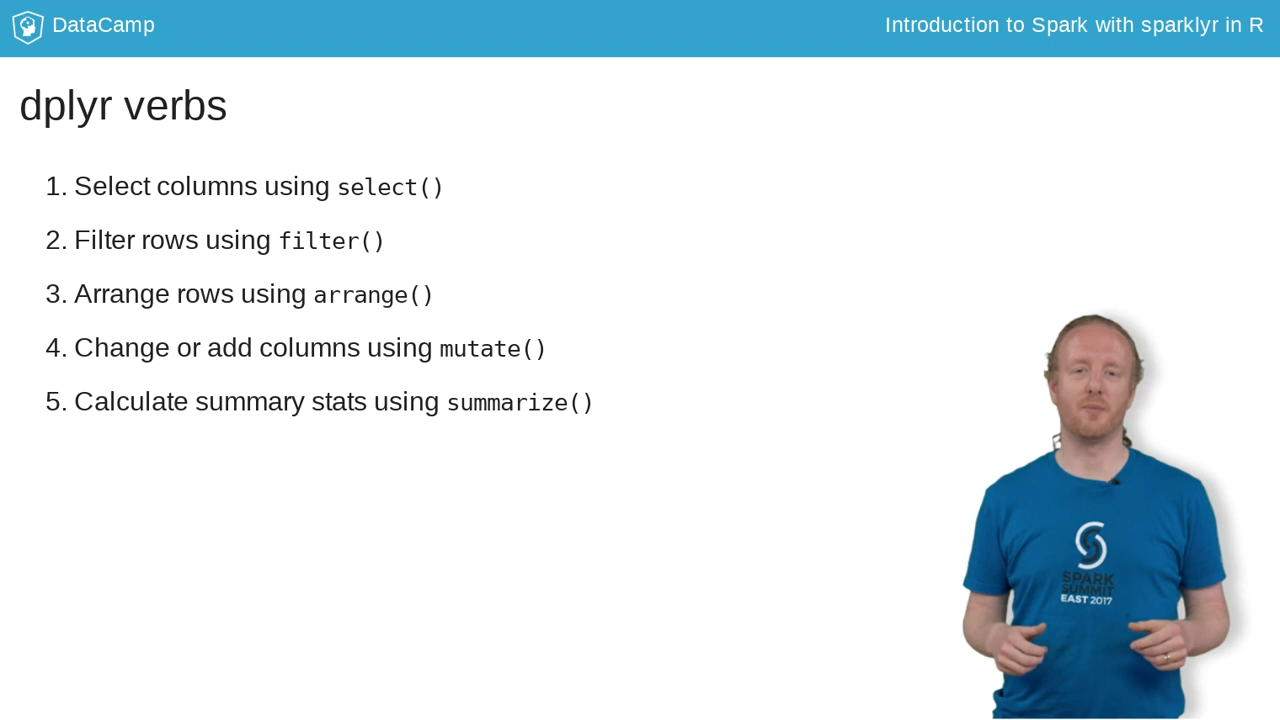 DataCamp
Introduction to Spark with sparklyr in R
dplyr verbs
1. Select columns using select()
2. Filter rows using filter()
3. Arrange rows using arrange()
4. Change or add columns using mutate()
5. Calculate summary stats using summarize()
SPARK
SUMMIT
EAST 2017